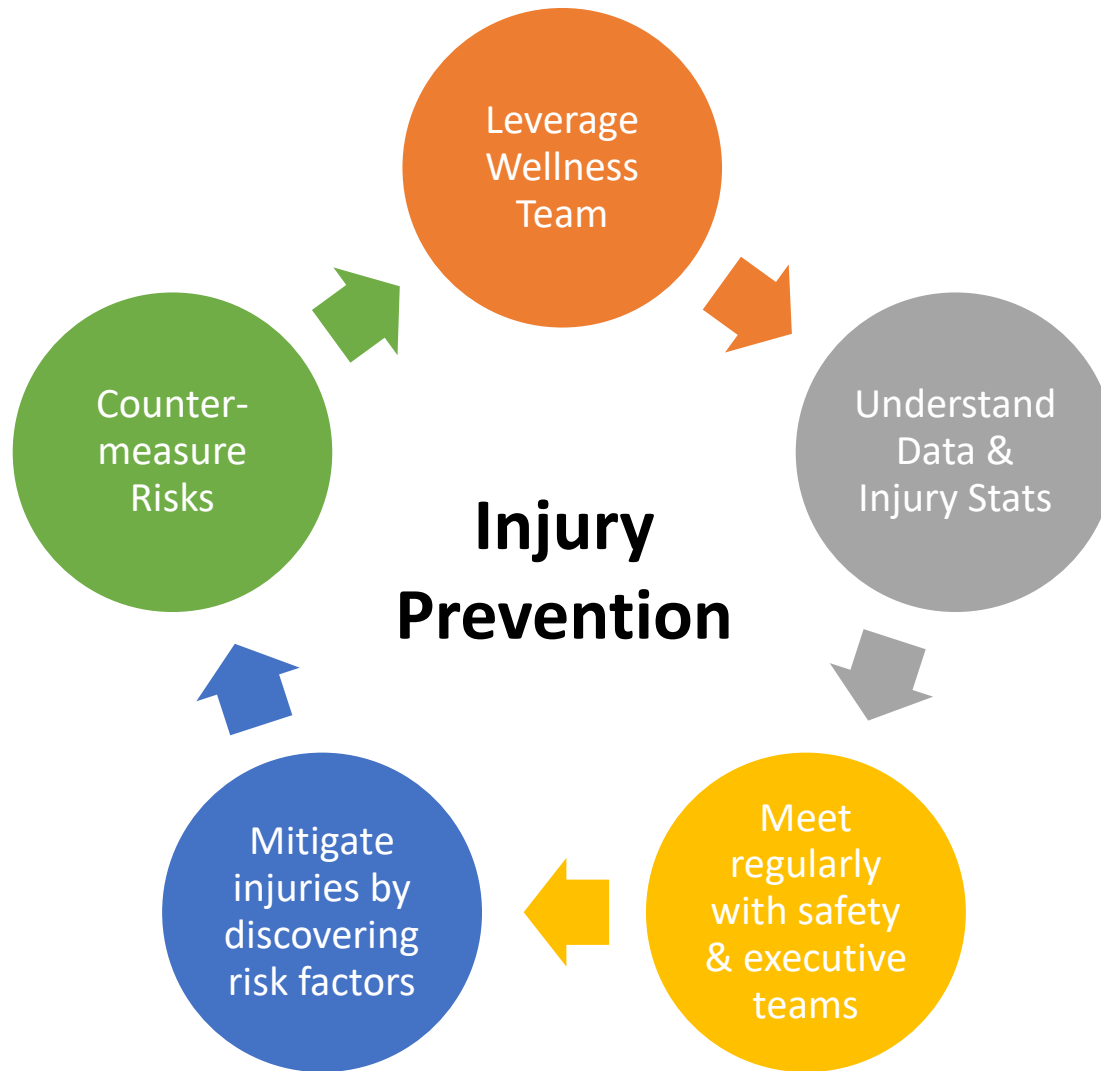 Leverage
Wellness
Team
Understand
Data &
Injury Stats
Meet
regularly
with safety
& executive
teams
Mitigate
injuries by
discovering
risk factors
Counter-
measure
Risks
Injury
Prevention